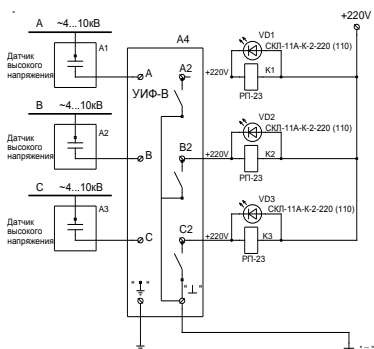 +220V
A ~4...10кВ
A4
VD1
Датчик
высокого
напряжения
A1
A
A2
СКЛ-11А-К-2-220 (110)
+220V
K1
УИФ-В
РП-23
B ~4...10кВ
VD2
Датчик
высокого
напряжения
A2
B2
СКЛ-11А-К-2-220 (110)
B
+220V
K2
РП-23
C ~4...10кВ
VD3
Датчик
высокого
напряжения
A3
C2
СКЛ-11А-К-2-220 (110)
C
+220V
K3
РП-23